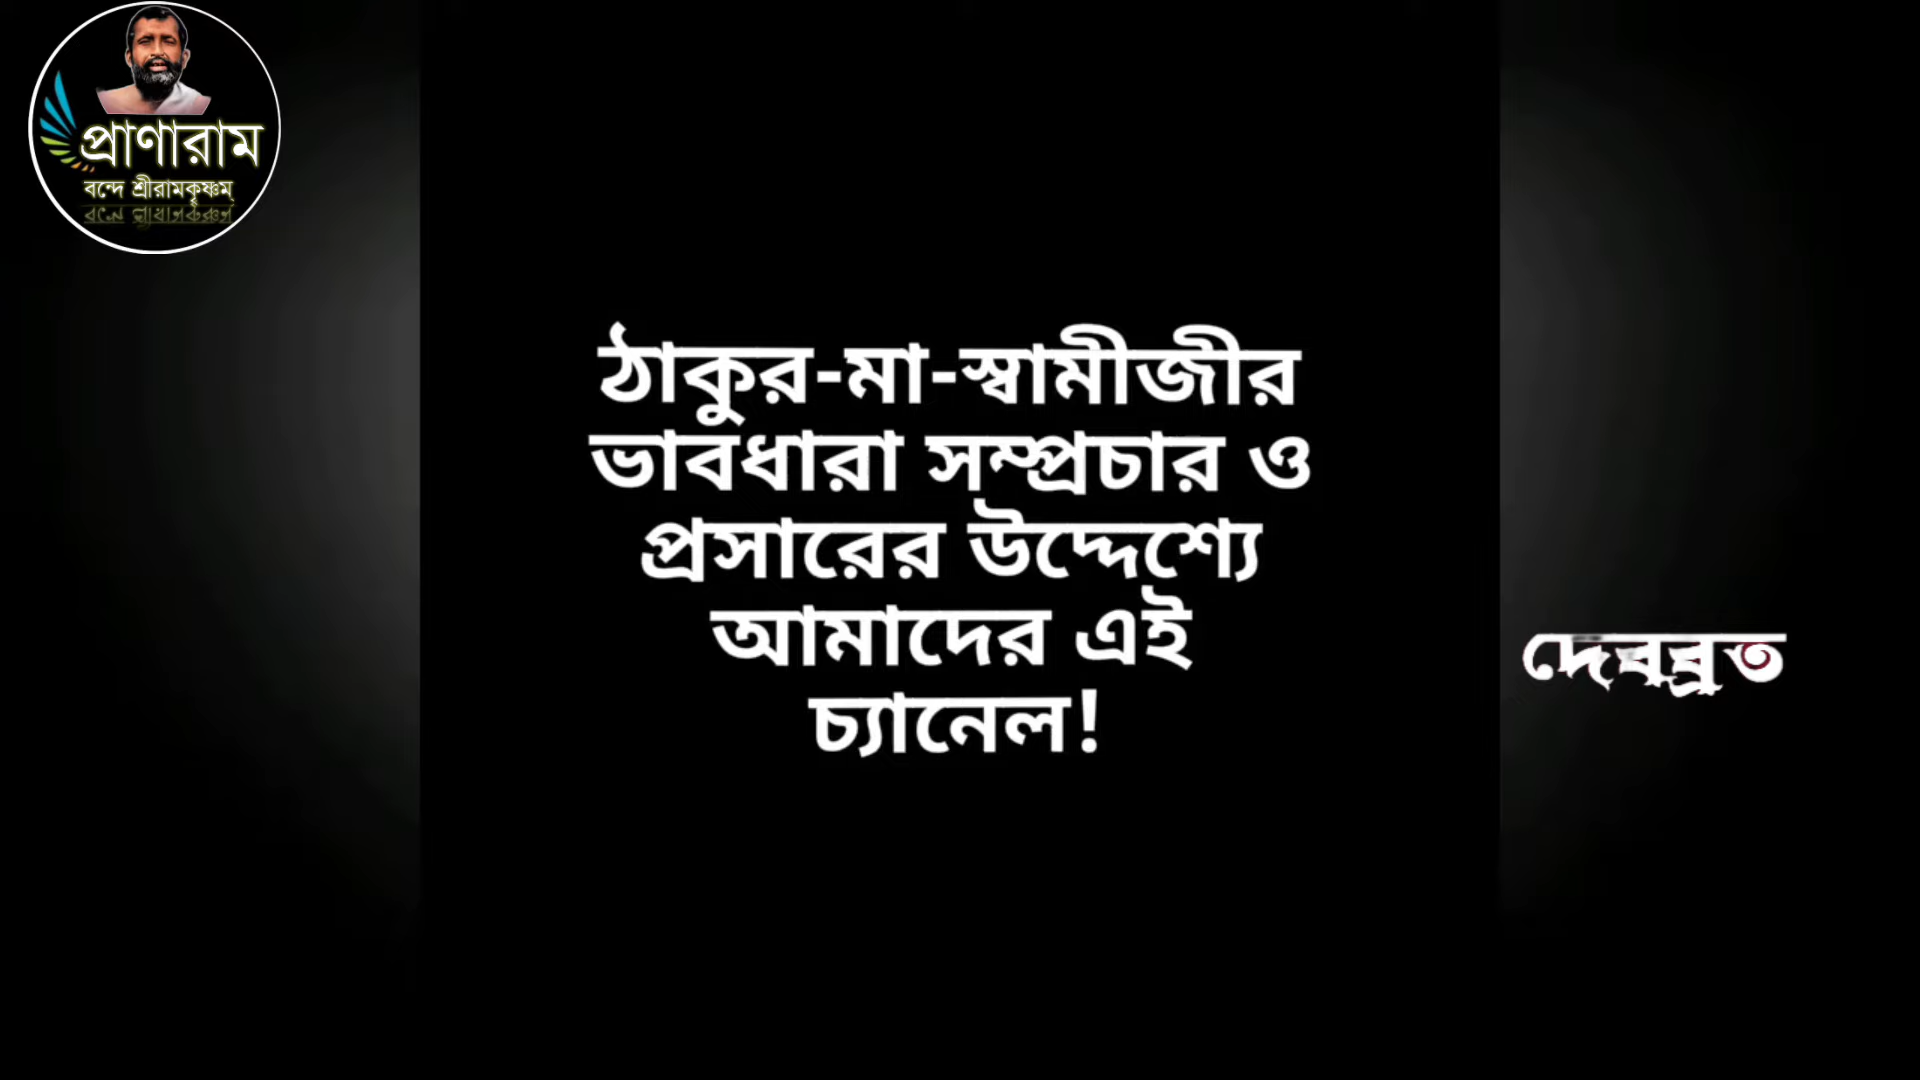 প্রাণারাম
বন্দে শ্রীরামকৃষ্ণম্
ঠাকুর-মা-স্বামীজীর
ভাবধারা সম্প্রচার ও
প্রসারের উদ্দেশ্যে
আমাদের এই
চ্যানেল!
দেবব্রত